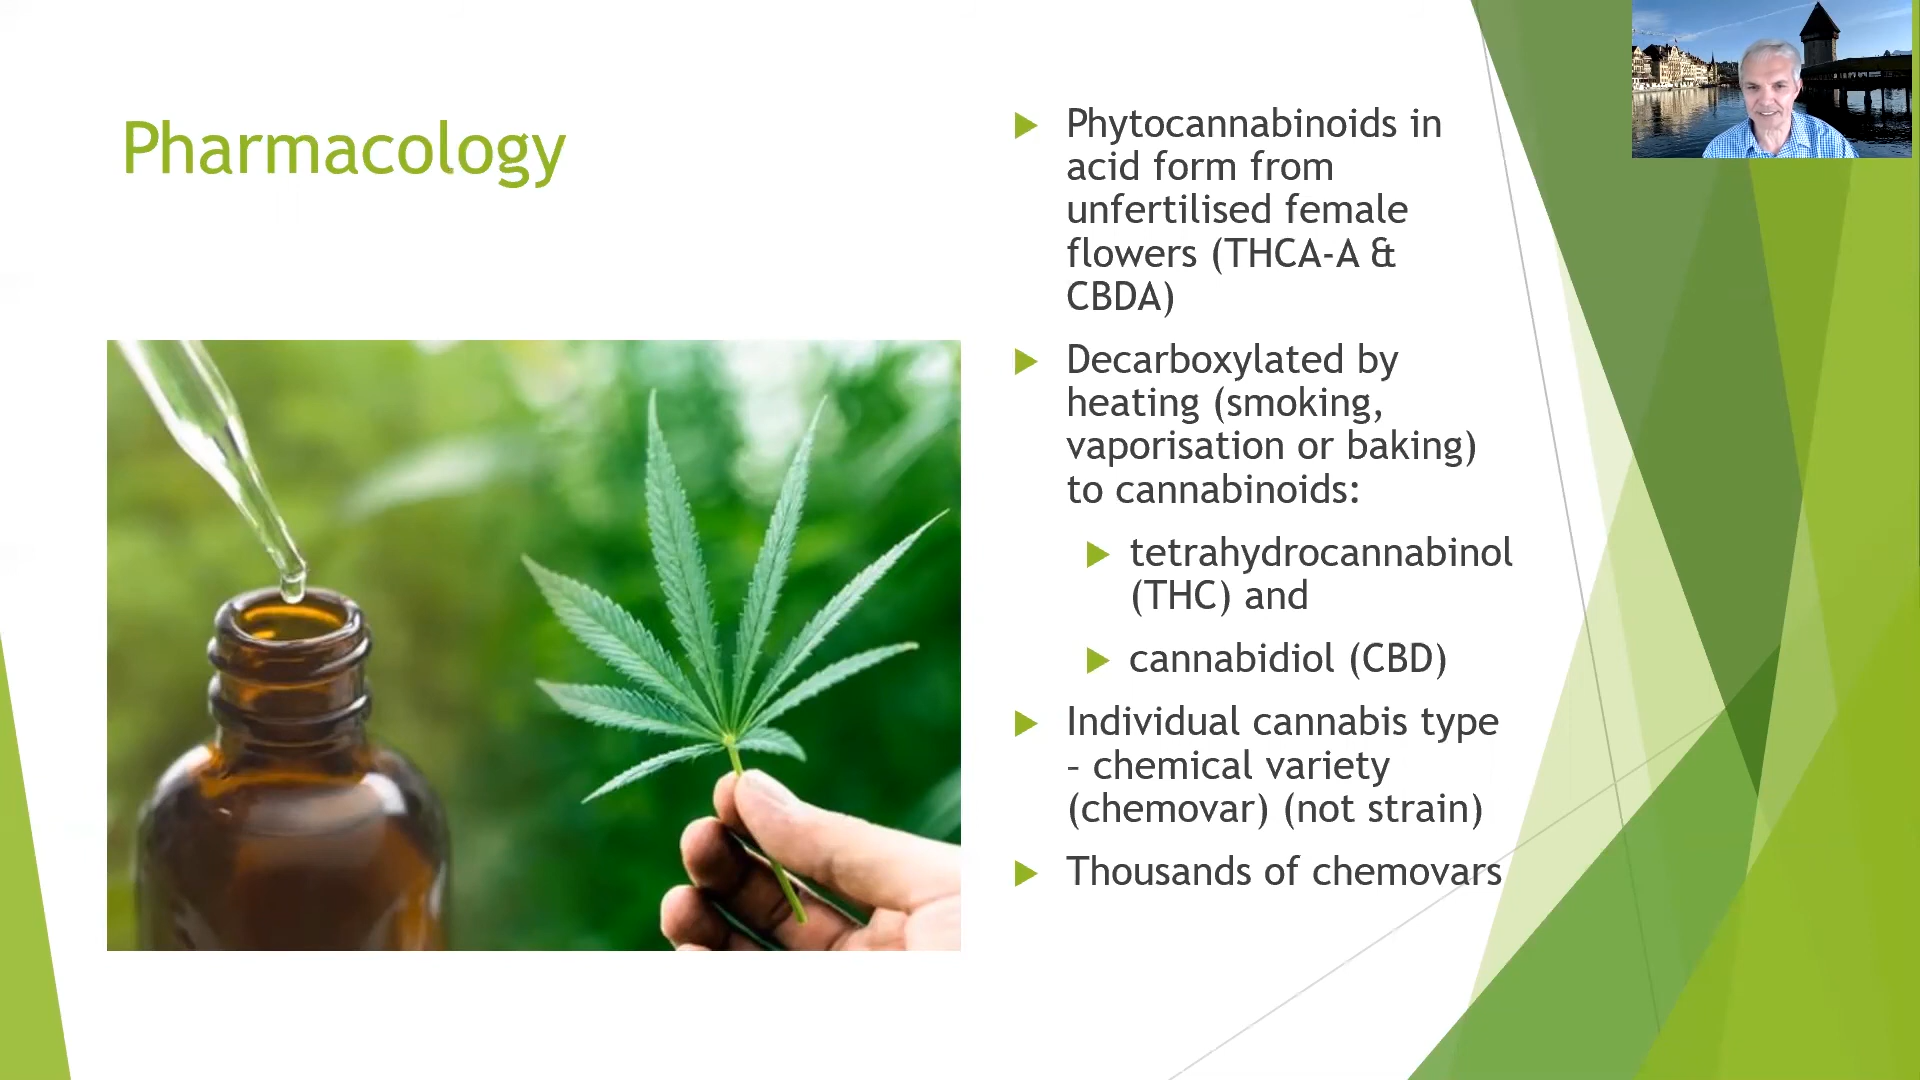 Pharmacology
Phytocannabinoids in
acid form from
unfertilised female
flowers (THCA-A &
CBDA)
Decarboxylated by
heating (smoking,
vaporisation or baking)
to cannabinoids:
tetrahydrocannabinol
(THC) and
cannabidiol (CBD)
Individual cannabis type
– chemical variety
(chemovar) (not strain)
Thousands of chemovars